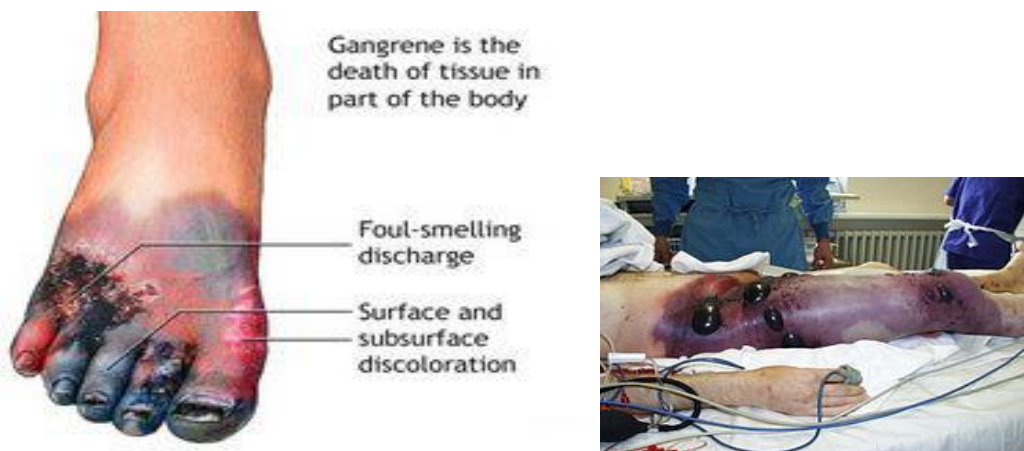 Gangrene is the
death of tissue in
part of the body
Foul-smelling
discharge
Surface and
subsurface
discoloration